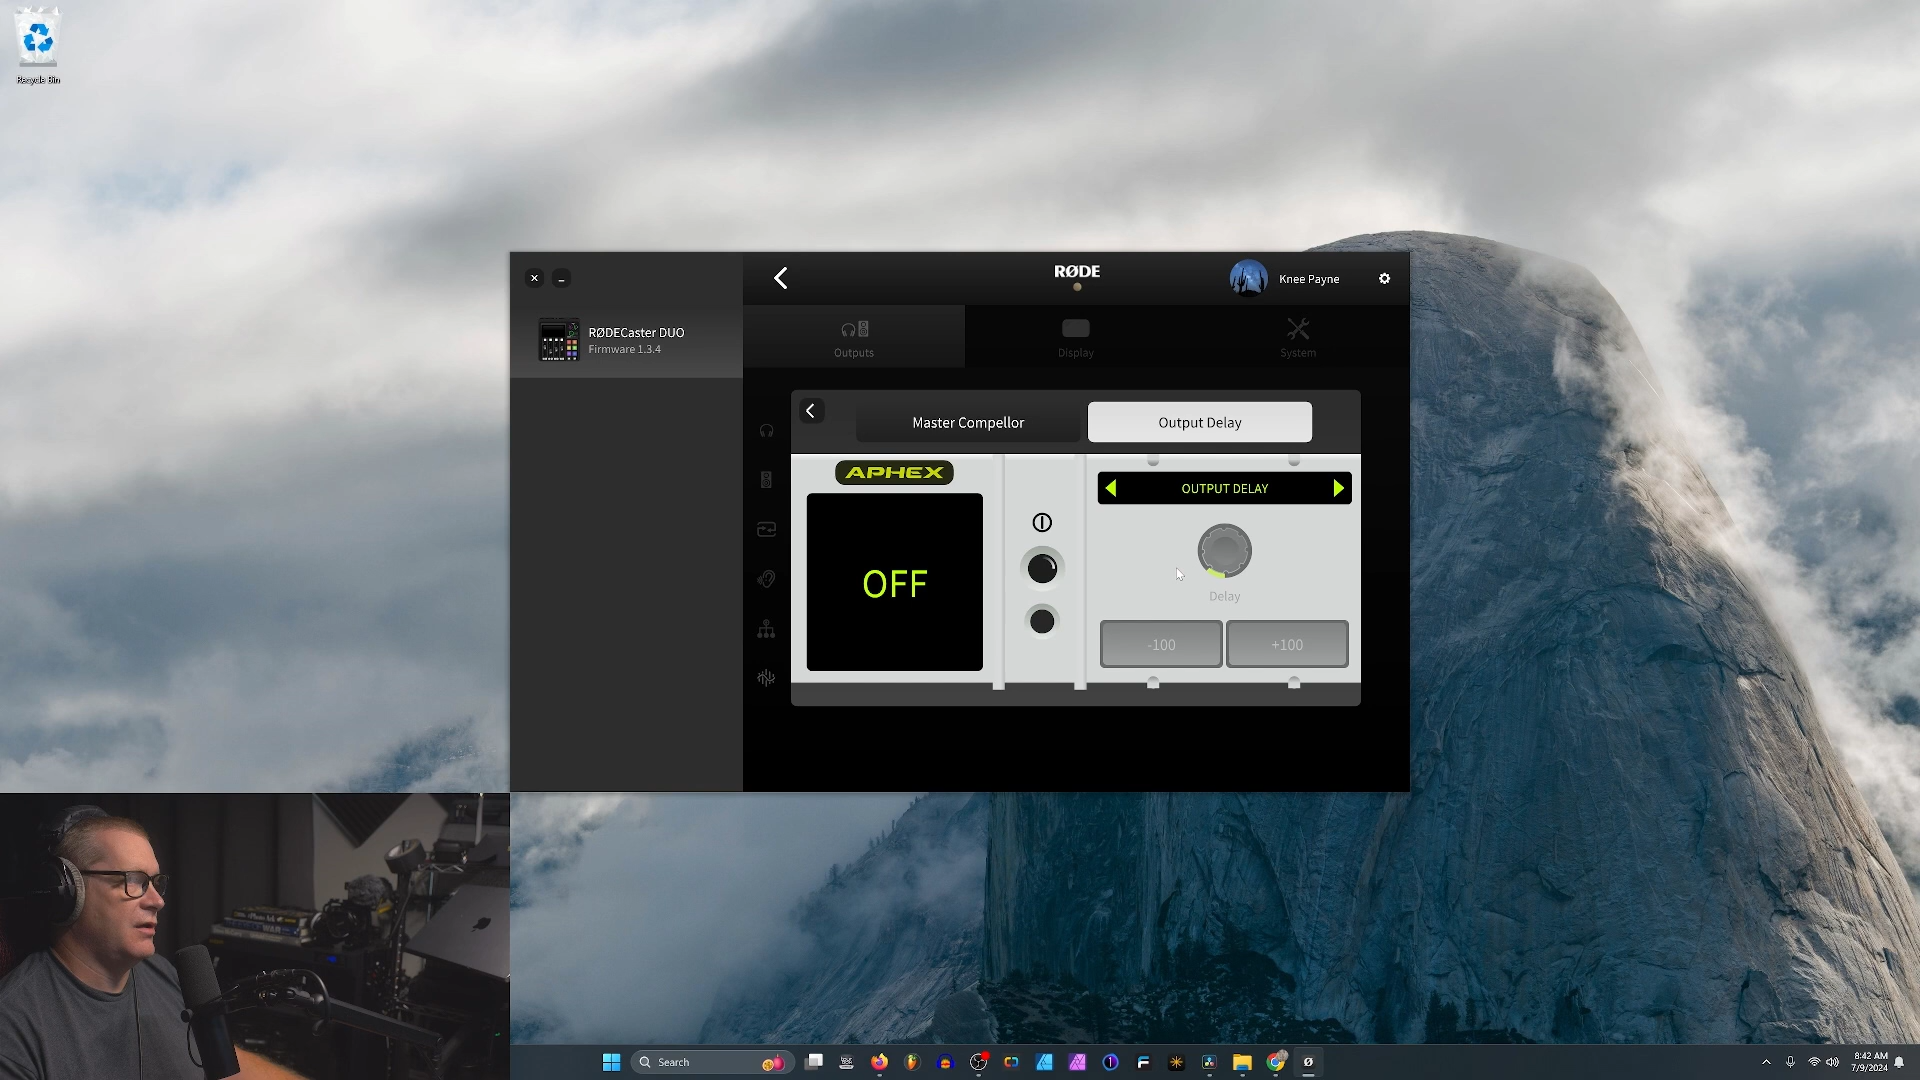 Recycle Bin
RØDE
Knee Payne
RØDECaster DUO
Firmware 1.3.4
Outputs
Display
System
Master Compellor
Output Delay
APHEX
OUTPUT DELAY
OFF
Delay
-100
+100
Search
8:42 AM
7/9/2024